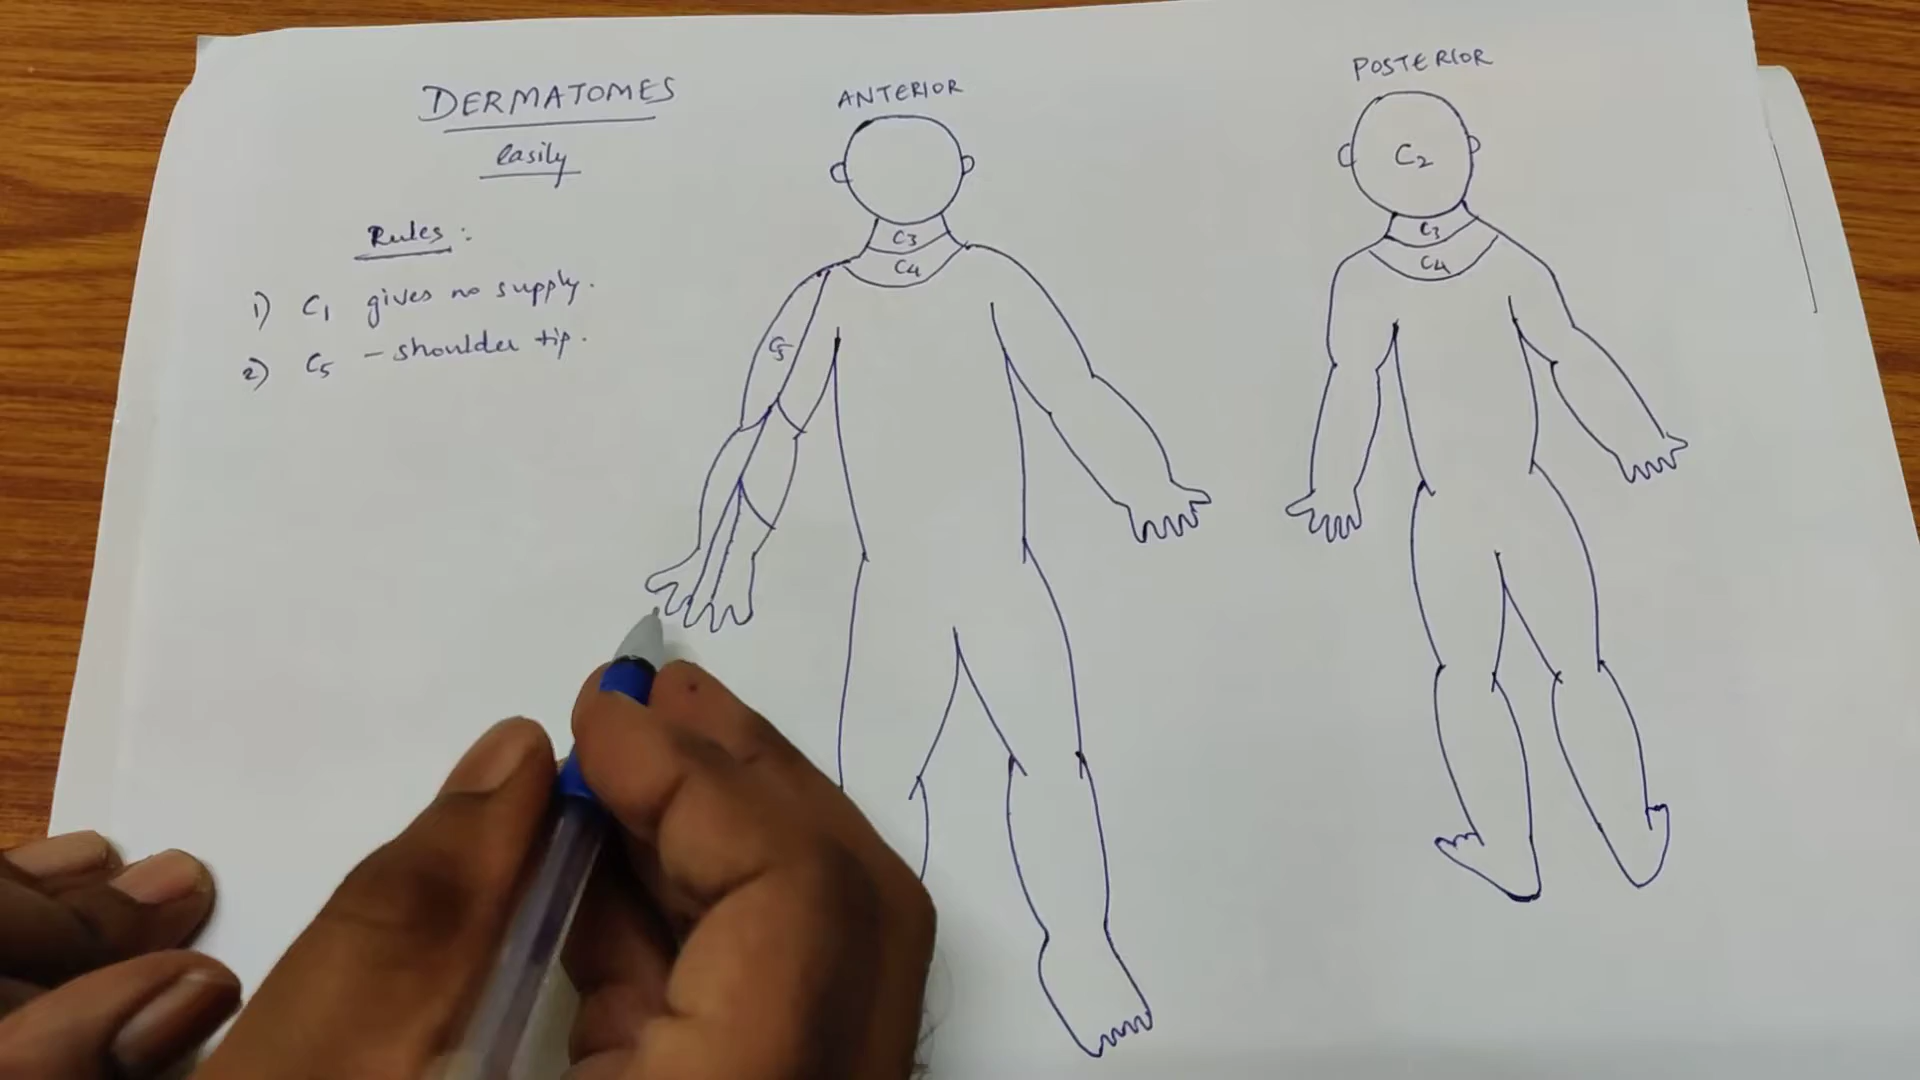 DERMATOMES
easily
Rules :
1) C1 gives no supply.
2) C5 – shoulder tip.
ANTERIOR
C3
C4
C5
POSTERIOR
C2
C3
C4